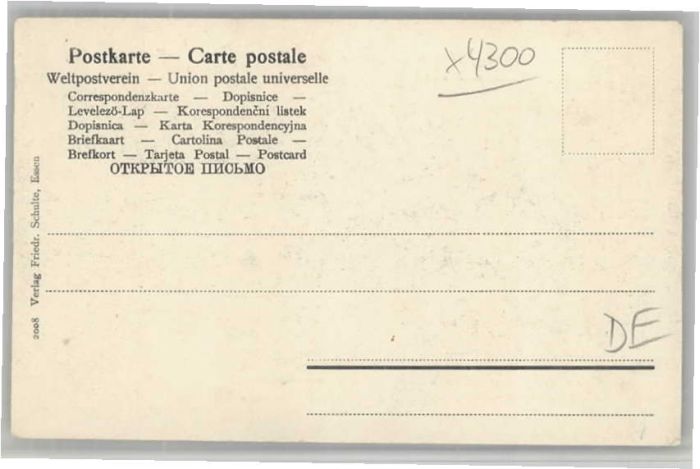 Postkarte — Carte postale
Weltpostverein — Union postale universelle
Correspondenzkarte — Dopisnice —
Levelező-Lap — Korespondenční lístek
Dopisnica — Karta Korespondencyjna
Briefkaart — Cartolina Postale —
Brefkort — Tarjeta Postal — Postcard
ОТКРЫТОЕ ПИСЬМО
x4300
2008 Verlag Friedr. Schulte, Essen
DE